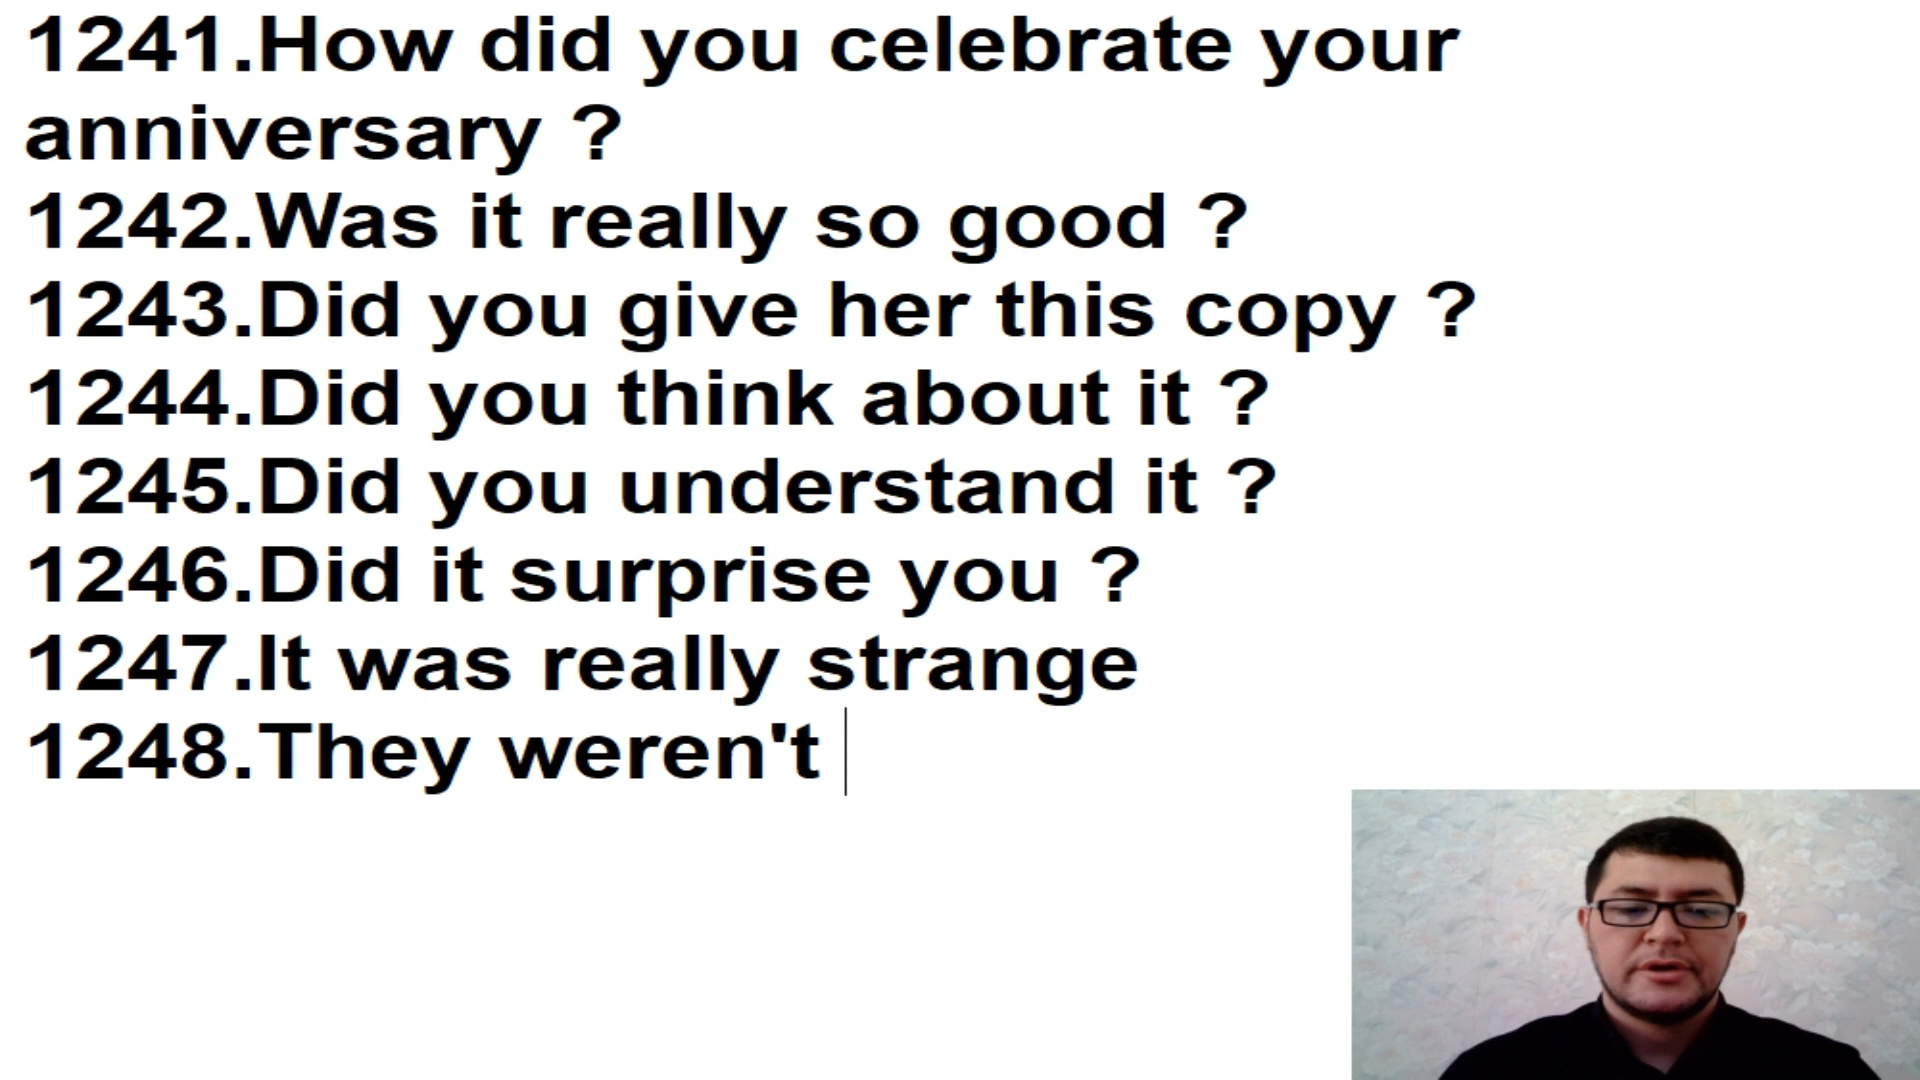 1241.How did you celebrate your
anniversary ?
1242.Was it really so good ?
1243.Did you give her this copy ?
1244.Did you think about it ?
1245.Did you understand it ?
1246.Did it surprise you ?
1247.It was really strange
1248.They weren't